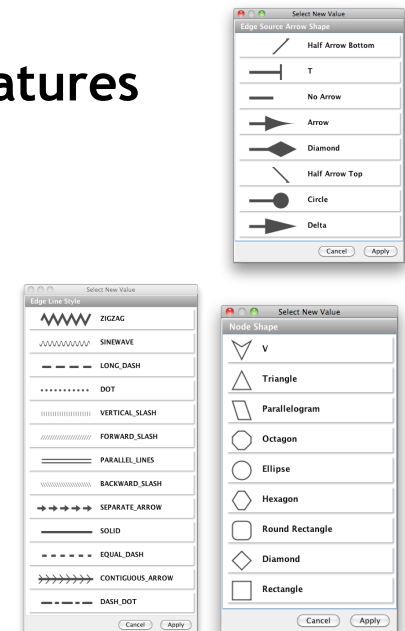 atures
Select New Value
Edge Source Arrow Shape
Half Arrow Bottom
T
No Arrow
Arrow
Diamond
Half Arrow Top
Circle
Delta
Cancel Apply
Select New Value
Edge Line Style
ZIGZAG
SINEWAVE
LONG_DASH
DOT
VERTICAL_SLASH
FORWARD_SLASH
PARALLEL_LINES
BACKWARD_SLASH
SEPARATE_ARROW
SOLID
EQUAL_DASH
CONTIGUOUS_ARROW
DASH_DOT
Cancel Apply
Select New Value
Node Shape
V
Triangle
Parallelogram
Octagon
Ellipse
Hexagon
Round Rectangle
Diamond
Rectangle
Cancel Apply